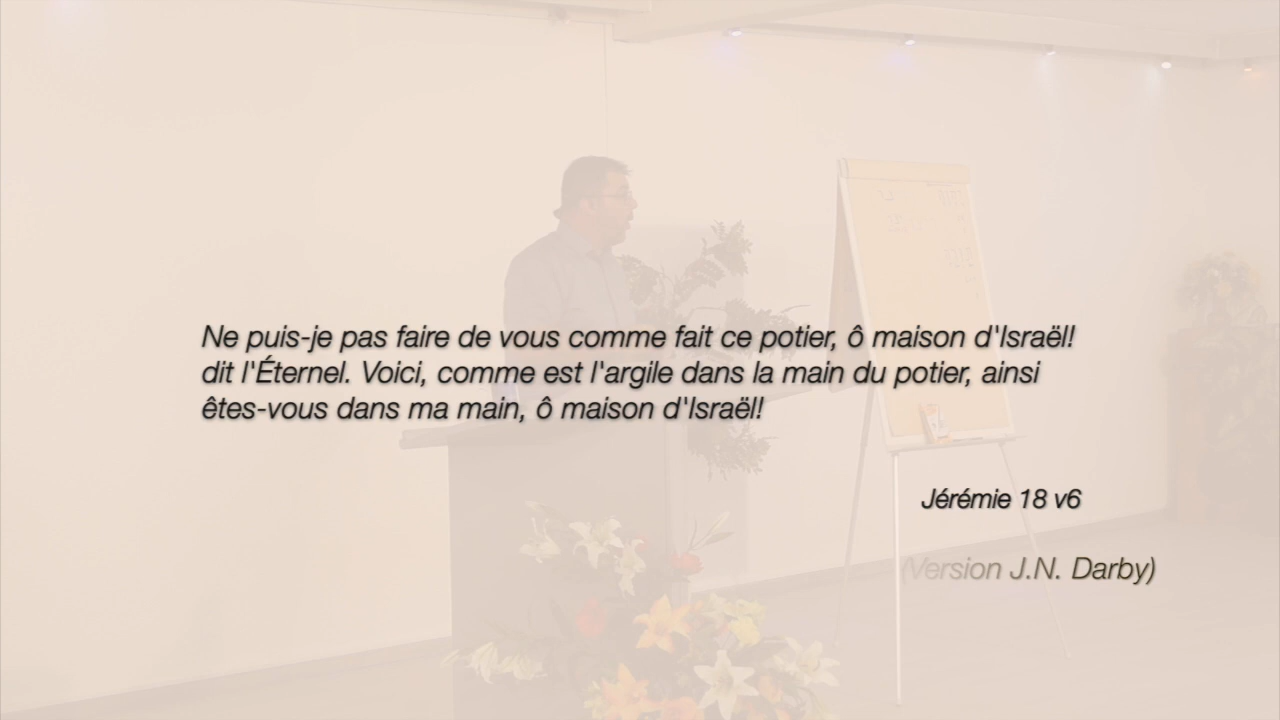 Ne puis-je pas faire de vous comme fait ce potier, ô maison d'Israël!
dit l'Éternel. Voici, comme est l'argile dans la main du potier, ainsi
êtes-vous dans ma main, ô maison d'Israël!
Jérémie 18 v6
(Version J.N. Darby)